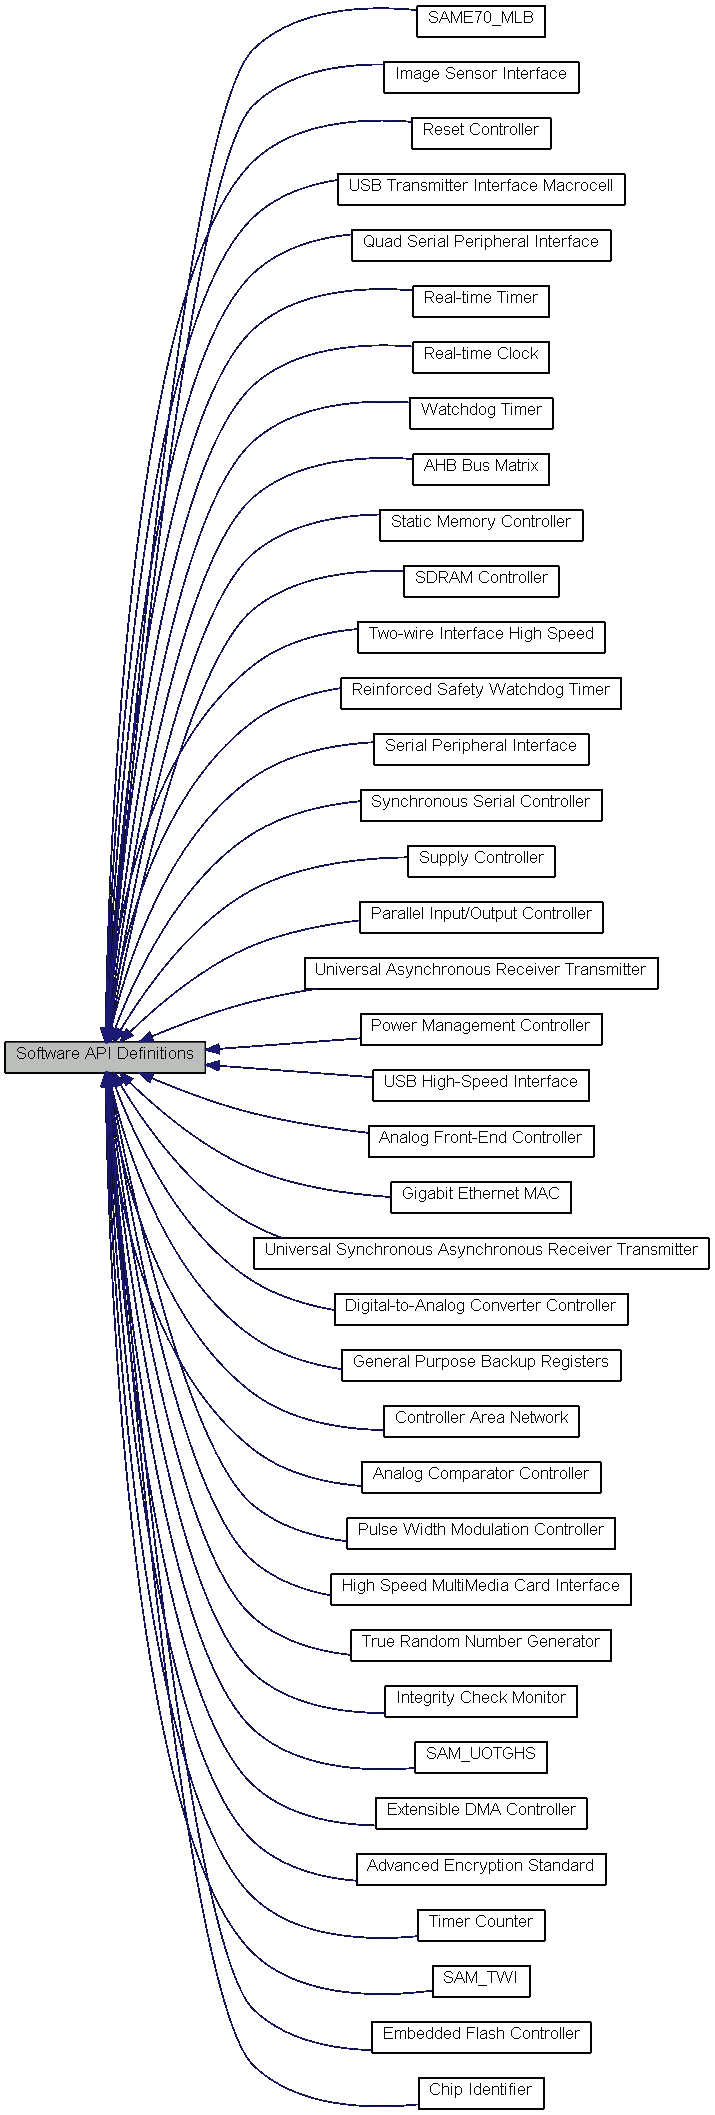 SAME70_MLB
Image Sensor Interface
Reset Controller
USB Transmitter Interface Macrocell
Quad Serial Peripheral Interface
Real-time Timer
Real-time Clock
Watchdog Timer
AHB Bus Matrix
Static Memory Controller
SDRAM Controller
Two-wire Interface High Speed
Reinforced Safety Watchdog Timer
Serial Peripheral Interface
Synchronous Serial Controller
Supply Controller
Parallel Input/Output Controller
Universal Asynchronous Receiver Transmitter
Power Management Controller
Software API Definitions
USB High-Speed Interface
Analog Front-End Controller
Gigabit Ethernet MAC
Universal Synchronous Asynchronous Receiver Transmitter
Digital-to-Analog Converter Controller
General Purpose Backup Registers
Controller Area Network
Analog Comparator Controller
Pulse Width Modulation Controller
High Speed MultiMedia Card Interface
True Random Number Generator
Integrity Check Monitor
SAM_UOTGHS
Extensible DMA Controller
Advanced Encryption Standard
Timer Counter
SAM_TWI
Embedded Flash Controller
Chip Identifier